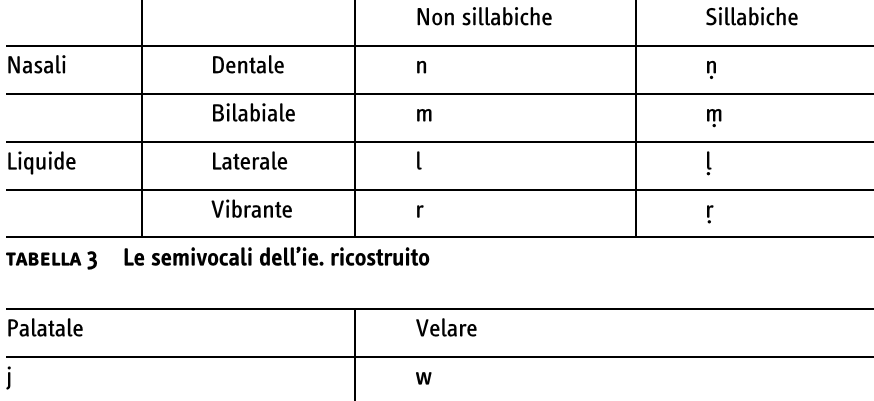 Non sillabiche Sillabiche
Nasali Dentale n ṇ
Bilabiale m ṃ
Liquide Laterale l ḷ
Vibrante r ṛ
TABELLA 3 Le semivocali dell'ie. ricostruito
Palatale Velare
j w